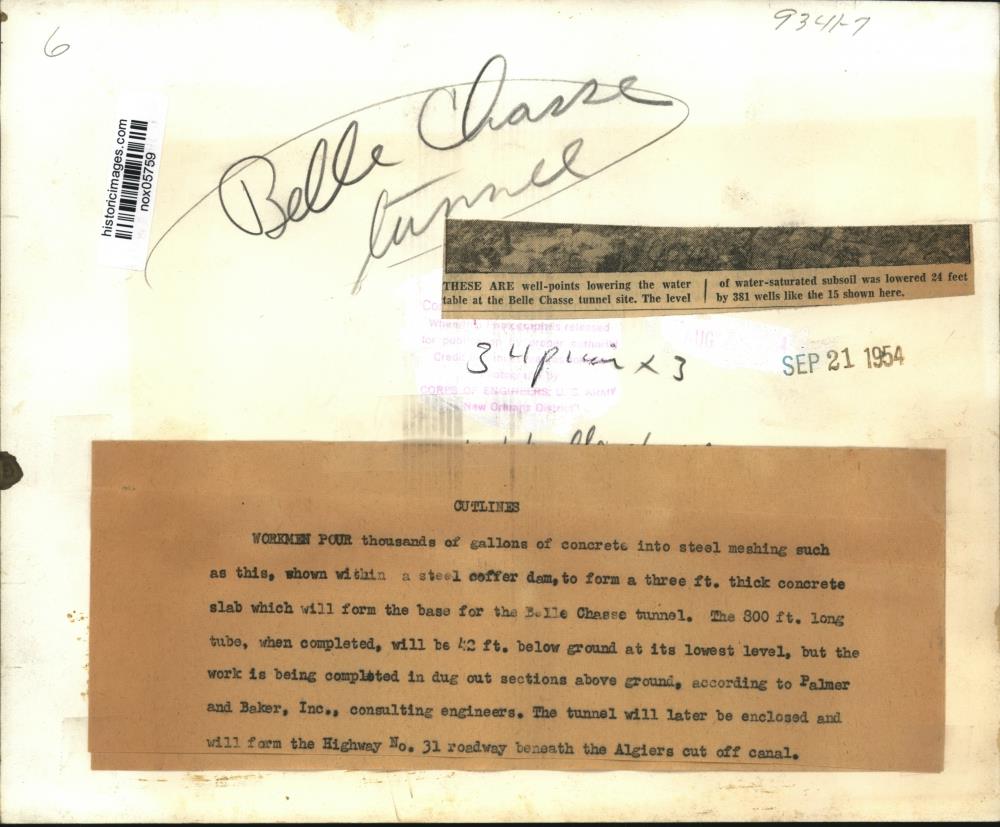 6
9341-7
Belle Chasse
tunnel
historicimages.com
nox05759
THESE ARE well-points lowering the water
table at the Belle Chasse tunnel site. The level
of water-saturated subsoil was lowered 24 feet
by 381 wells like the 15 shown here.
released
Credit
by
CORPS OF ENGINEERS, U.S. ARMY
New Orleans District
AUG
x 3
SEP 21 1954
CUTLINES
WORKMEN POUR thousands of gallons of concrete into steel meshing such
as this, shown within a steel coffer dam, to form a three ft. thick concrete
slab which will form the base for the Belle Chasse tunnel. The 800 ft. long
tube, when completed, will be 42 ft. below ground at its lowest level, but the
work is being completed in dug out sections above ground, according to Palmer
and Baker, Inc., consulting engineers. The tunnel will later be enclosed and
will form the Highway No. 31 roadway beneath the Algiers cut off canal.